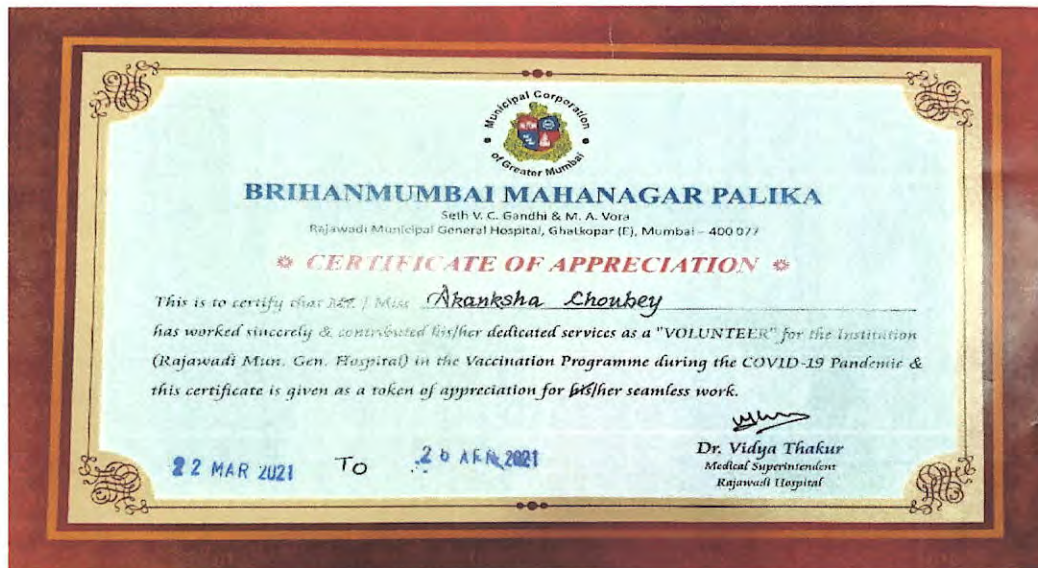 Municipal Corporation
of Greater Mumbai
BRIHANMUMBAI MAHANAGAR PALIKA
Seth V. C. Gandhi & M. A. Vora
Rajawadi Municipal General Hospital, Ghatkopar (E), Mumbai – 400 077
CERTIFICATE OF APPRECIATION
This is to certify that Mr. / Miss Akanksha Choubey
has worked sincerely & contributed his/her dedicated services as a "VOLUNTEER" for the Institution
(Rajawadi Mun. Gen. Hospital) in the Vaccination Programme during the COVID-19 Pandemic &
this certificate is given as a token of appreciation for his/her seamless work.
22 MAR 2021 TO 2021
Dr. Vidya Thakur
Medical Superintendent
Rajawadi Hospital